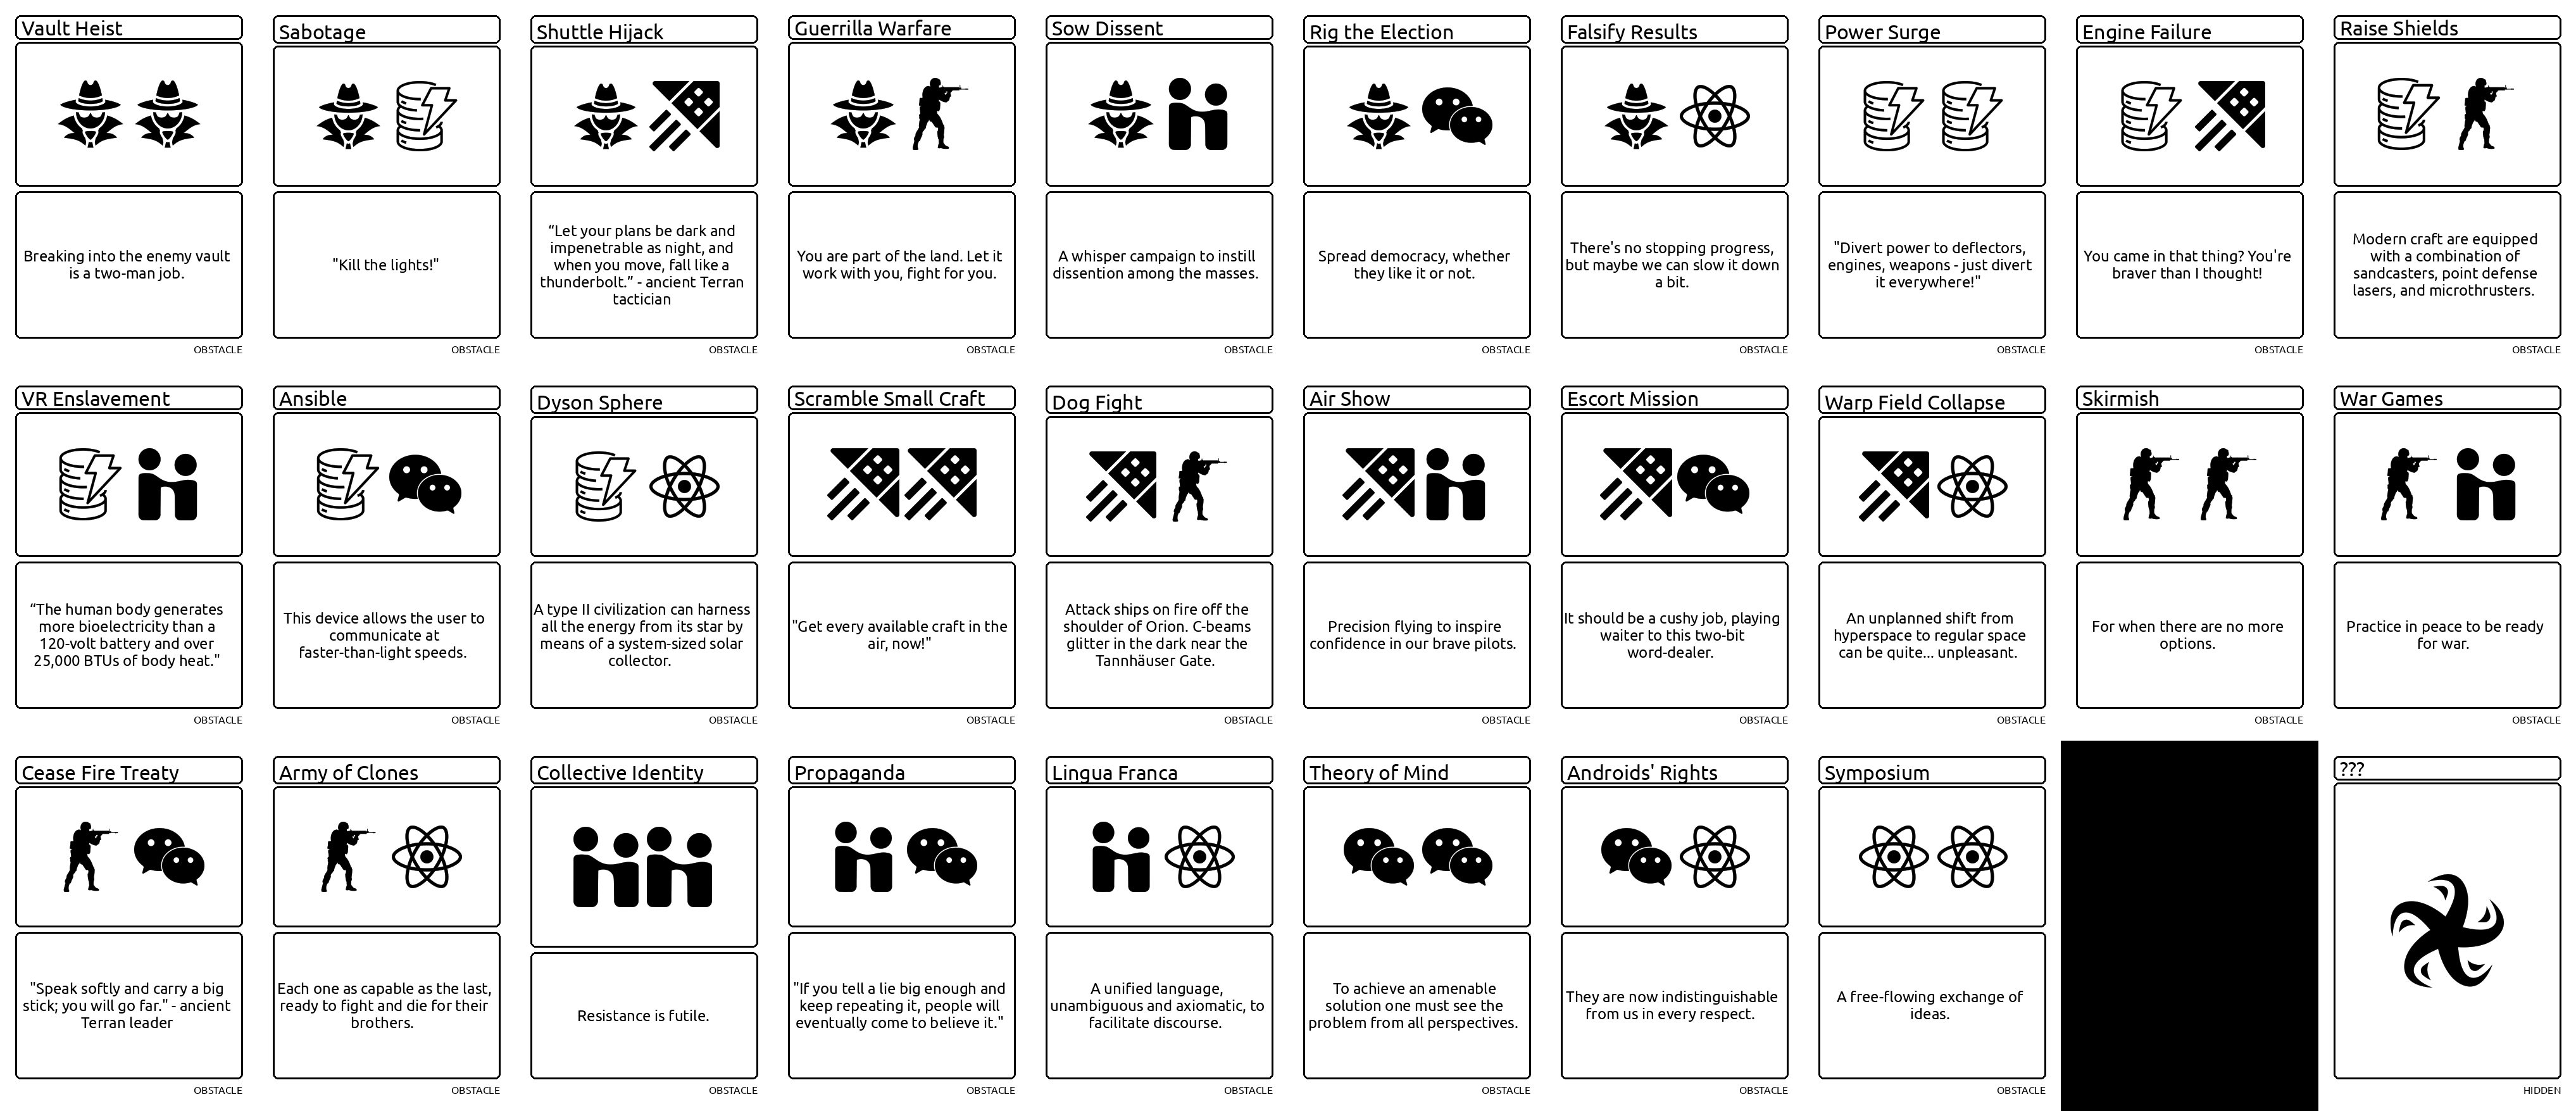 Vault Heist
Breaking into the enemy vault
is a two-man job.
OBSTACLE
Sabotage
"Kill the lights!"
OBSTACLE
Shuttle Hijack
“Let your plans be dark and
impenetrable as night, and
when you move, fall like a
thunderbolt.” - ancient Terran
tactician
OBSTACLE
Guerrilla Warfare
You are part of the land. Let it
work with you, fight for you.
OBSTACLE
Sow Dissent
A whisper campaign to instill
dissention among the masses.
OBSTACLE
Rig the Election
Spread democracy, whether
they like it or not.
OBSTACLE
Falsify Results
There's no stopping progress,
but maybe we can slow it down
a bit.
OBSTACLE
Power Surge
"Divert power to deflectors,
engines, weapons - just divert
it everywhere!"
OBSTACLE
Engine Failure
You came in that thing? You're
braver than I thought!
OBSTACLE
Raise Shields
Modern craft are equipped
with a combination of
sandcasters, point defense
lasers, and microthrusters.
OBSTACLE
VR Enslavement
“The human body generates
more bioelectricity than a
120-volt battery and over
25,000 BTUs of body heat."
OBSTACLE
Ansible
This device allows the user to
communicate at
faster-than-light speeds.
OBSTACLE
Dyson Sphere
A type II civilization can harness
all the energy from its star by
means of a system-sized solar
collector.
OBSTACLE
Scramble Small Craft
"Get every available craft in the
air, now!"
OBSTACLE
Dog Fight
Attack ships on fire off the
shoulder of Orion. C-beams
glitter in the dark near the
Tannhäuser Gate.
OBSTACLE
Air Show
Precision flying to inspire
confidence in our brave pilots.
OBSTACLE
Escort Mission
It should be a cushy job, playing
waiter to this two-bit
word-dealer.
OBSTACLE
Warp Field Collapse
An unplanned shift from
hyperspace to regular space
can be quite... unpleasant.
OBSTACLE
Skirmish
For when there are no more
options.
OBSTACLE
War Games
Practice in peace to be ready
for war.
OBSTACLE
Cease Fire Treaty
"Speak softly and carry a big
stick; you will go far." - ancient
Terran leader
OBSTACLE
Army of Clones
Each one as capable as the last,
ready to fight and die for their
brothers.
OBSTACLE
Collective Identity
Resistance is futile.
OBSTACLE
Propaganda
"If you tell a lie big enough and
keep repeating it, people will
eventually come to believe it."
OBSTACLE
Lingua Franca
A unified language,
unambiguous and axiomatic, to
facilitate discourse.
OBSTACLE
Theory of Mind
To achieve an amenable
solution one must see the
problem from all perspectives.
OBSTACLE
Androids' Rights
They are now indistinguishable
from us in every respect.
OBSTACLE
Symposium
A free-flowing exchange of
ideas.
OBSTACLE
???
HIDDEN